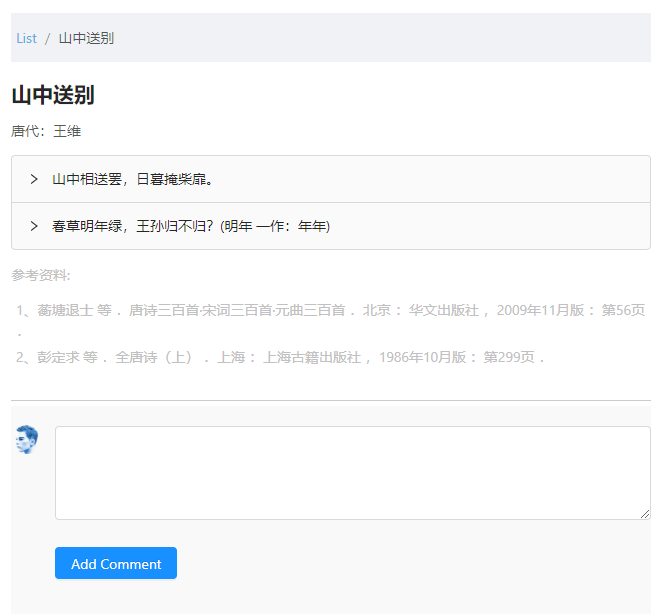 List / 山中送别
山中送别
唐代：王维
山中相送罢，日暮掩柴扉。
春草明年绿，王孙归不归？(明年 一作：年年)
参考资料:
1、蘅塘退士 等 ．唐诗三百首·宋词三百首·元曲三百首 ．北京 ：华文出版社 ，2009年11月版 ：第56页
．
2、彭定求 等 ．全唐诗（上） ．上海 ：上海古籍出版社 ，1986年10月版 ：第299页 ．
Add Comment